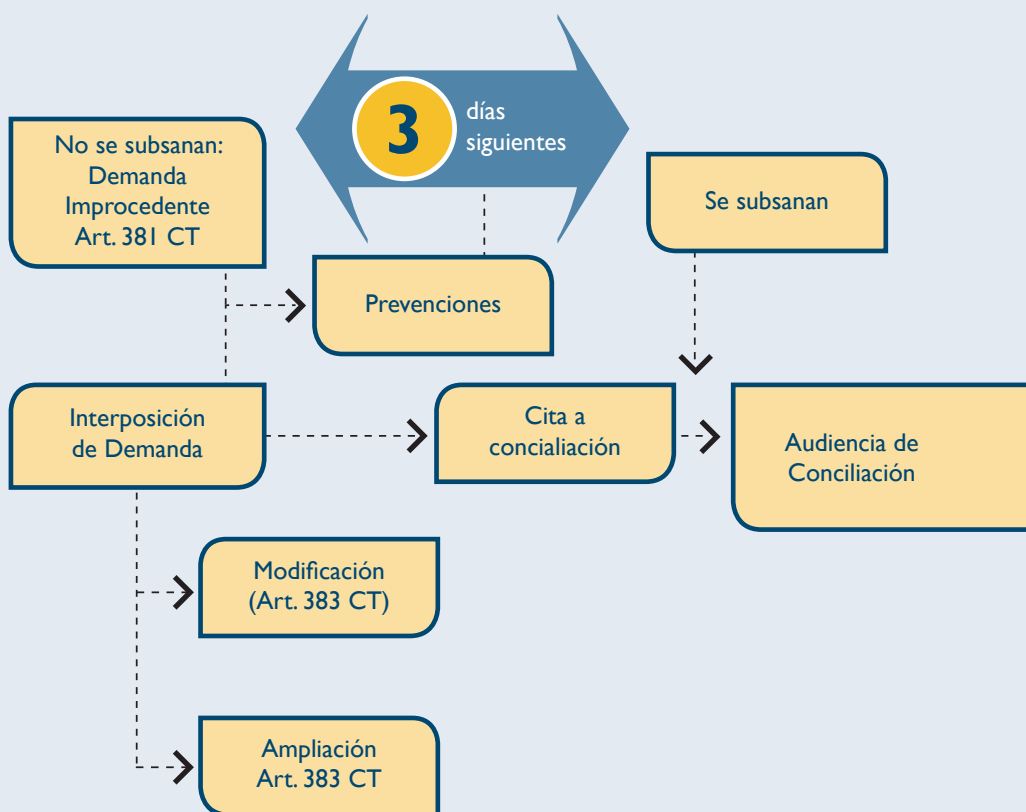 3
días
siguientes
No se subsanan:
Demanda
Improcedente
Art. 381 CT
Se subsanan
Prevenciones
Interposición
de Demanda
Cita a
concialiación
Audiencia de
Conciliación
Modificación
(Art. 383 CT)
Ampliación
Art. 383 CT